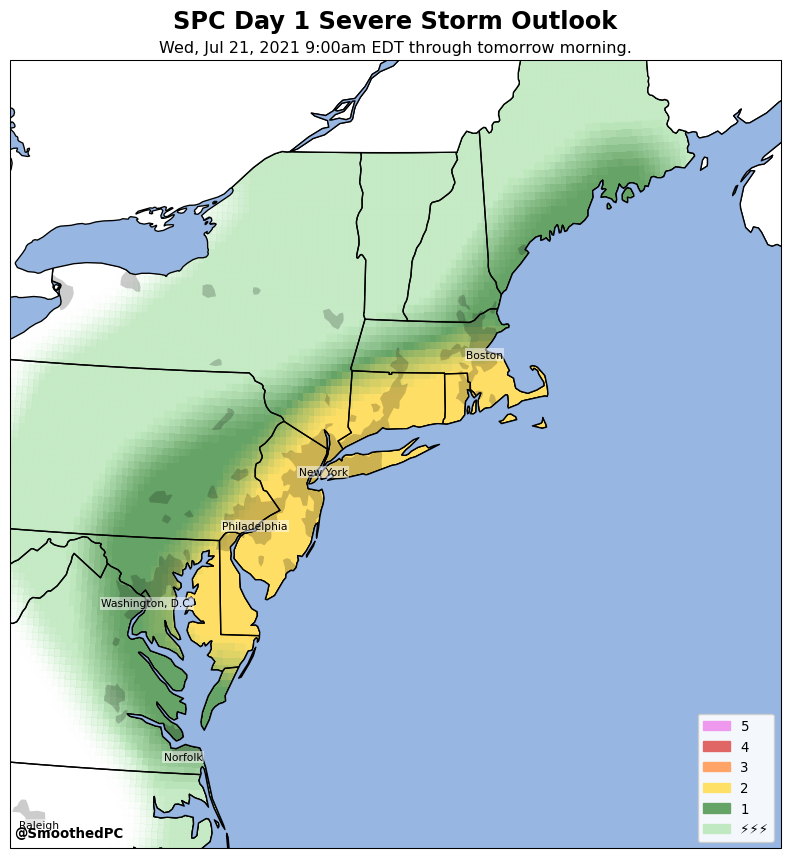 SPC Day 1 Severe Storm Outlook
Wed, Jul 21, 2021 9:00am EDT through tomorrow morning.
Boston
New York
Philadelphia
Washington, D.C.
Norfolk
Raleigh
@SmoothedPC
5
4
3
2
1
⚡⚡⚡